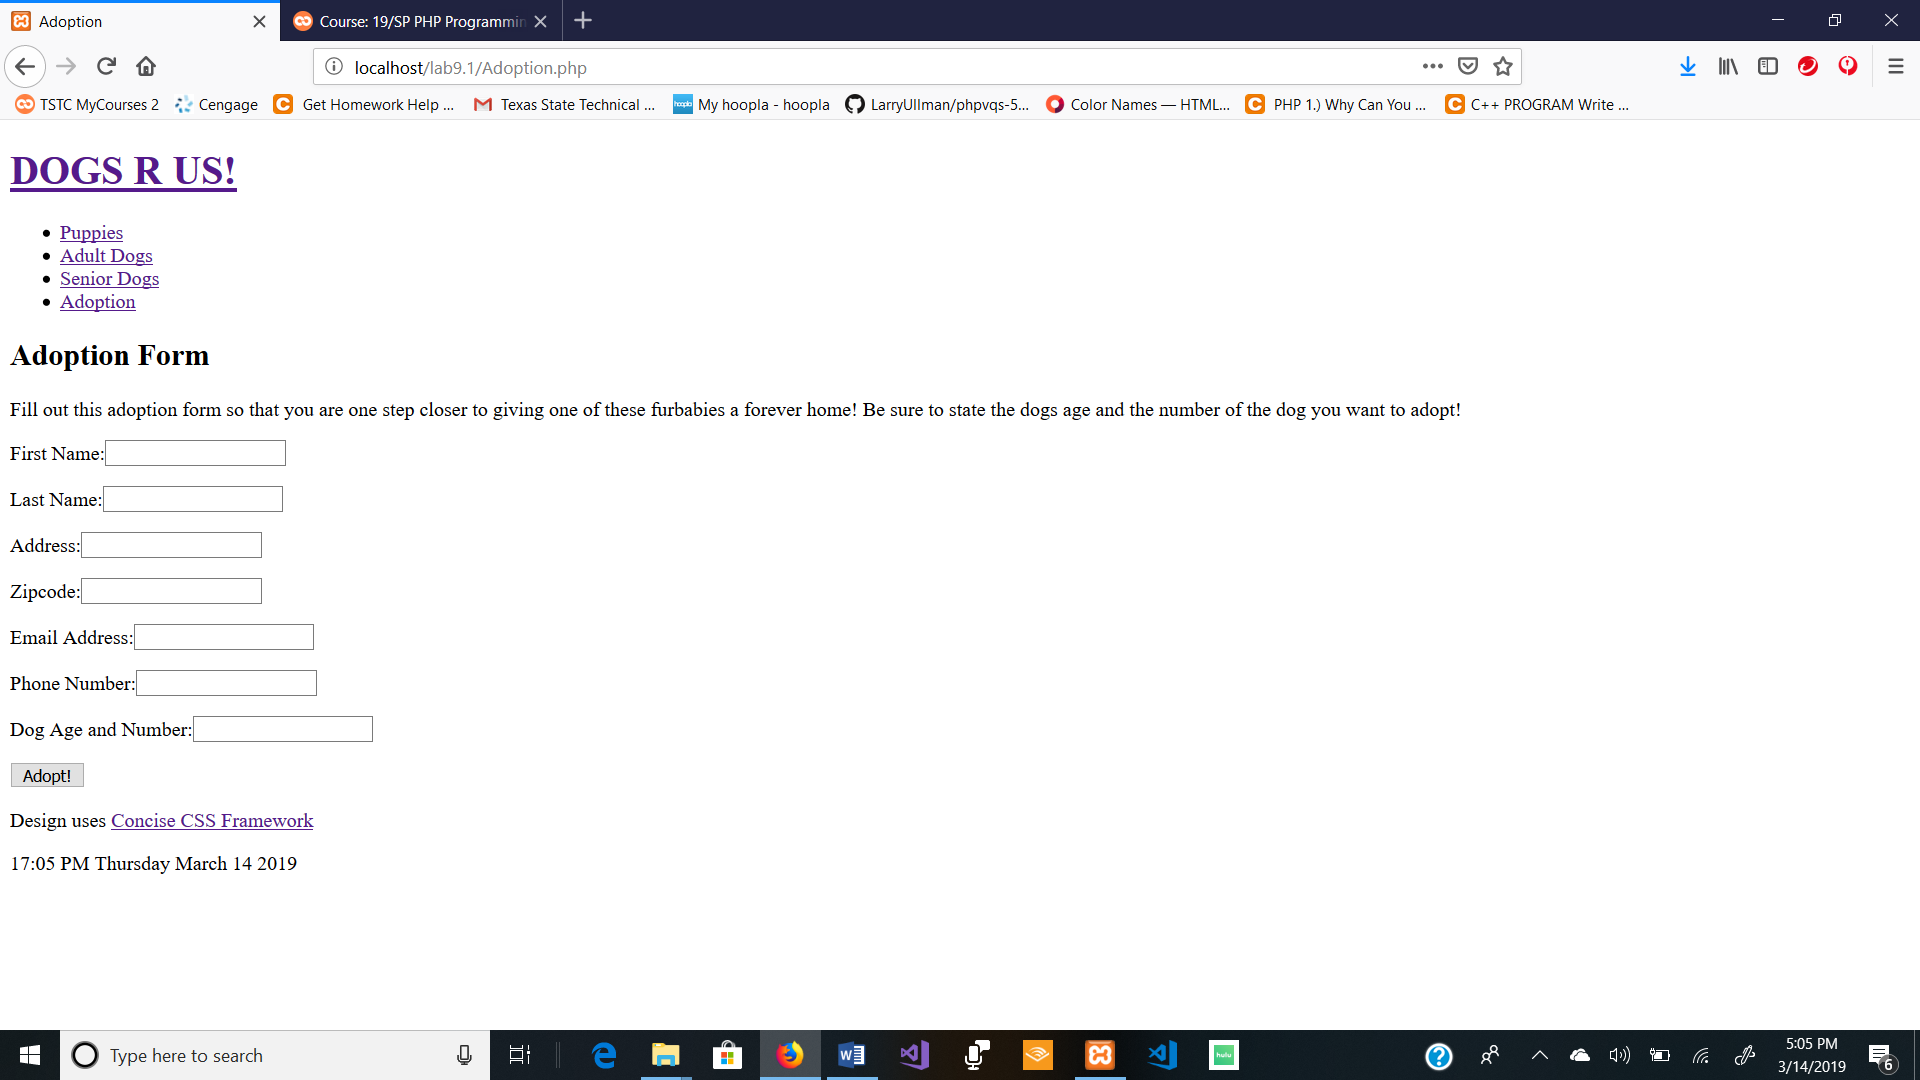 Adoption
Course: 19/SP PHP Programmin
localhost/lab9.1/Adoption.php
TSTC MyCourses 2
Cengage
Get Homework Help ...
Texas State Technical ...
My hoopla - hoopla
LarryUllman/phpvqs-5...
Color Names — HTML...
PHP 1.) Why Can You ...
C++ PROGRAM Write ...
DOGS R US!
Puppies
Adult Dogs
Senior Dogs
Adoption
Adoption Form
Fill out this adoption form so that you are one step closer to giving one of these furbabies a forever home! Be sure to state the dogs age and the number of the dog you want to adopt!
First Name:
Last Name:
Address:
Zipcode:
Email Address:
Phone Number:
Dog Age and Number:
Adopt!
Design uses Concise CSS Framework
17:05 PM Thursday March 14 2019
Type here to search
hulu
5:05 PM
3/14/2019
6